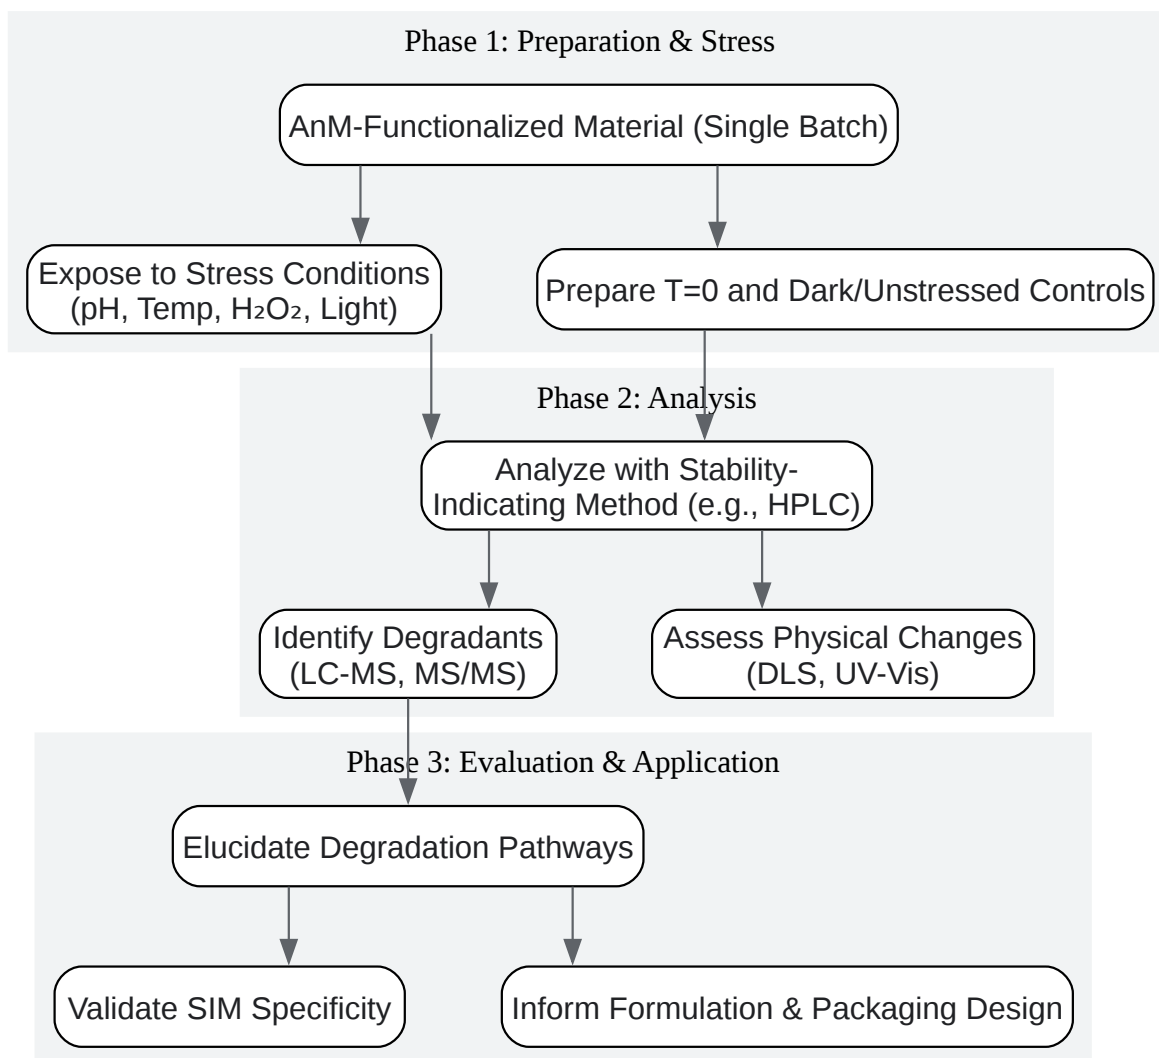 Phase 1: Preparation & Stress
AnM-Functionalized Material (Single Batch)
Expose to Stress Conditions
(pH, Temp, H₂O₂, Light)
Prepare T=0 and Dark/Unstressed Controls
Phase 2: Analysis
Analyze with Stability-
Indicating Method (e.g., HPLC)
Identify Degradants
(LC-MS, MS/MS)
Assess Physical Changes
(DLS, UV-Vis)
Phase 3: Evaluation & Application
Elucidate Degradation Pathways
Validate SIM Specificity
Inform Formulation & Packaging Design